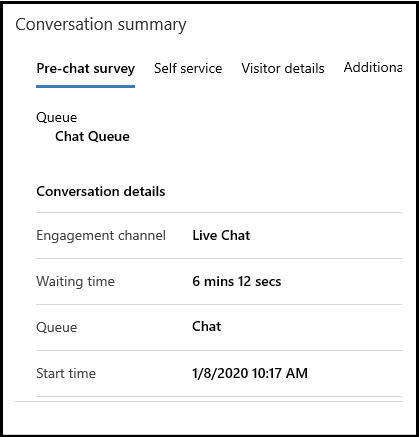 Conversation summary
Pre-chat survey Self service Visitor details Additiona
Queue
Chat Queue
Conversation details
Engagement channel Live Chat
Waiting time 6 mins 12 secs
Queue Chat
Start time 1/8/2020 10:17 AM